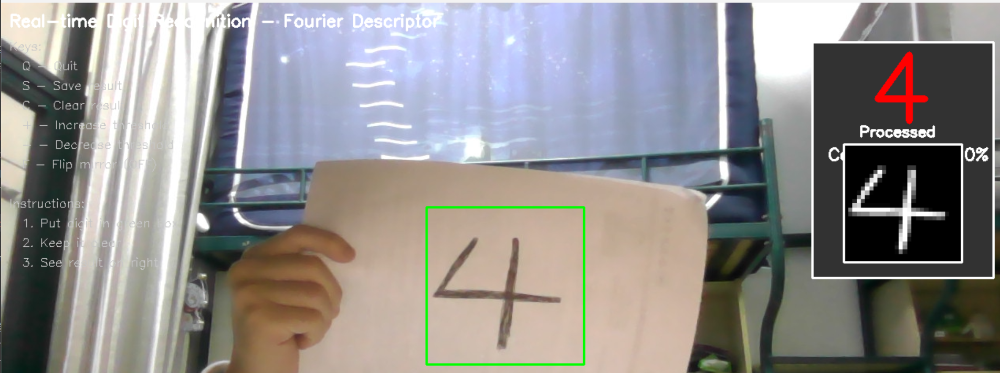 Real-time Digit Recognition - Fourier Descriptor
Keys:
Q - Quit
S - Save result
C - Clear result
+ - Increase threshold
- - Decrease threshold
F - Flip mirror (OFF)
Instructions:
1. Put digit in green box
2. Keep it clear
3. See result on right
4
4
Processed
0%
4